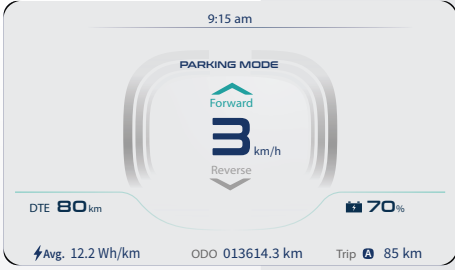 9:15 am
PARKING MODE
Forward
3 km/h
Reverse
DTE 80 km
70%
Avg. 12.2 Wh/km
ODO 013614.3 km
Trip A 85 km